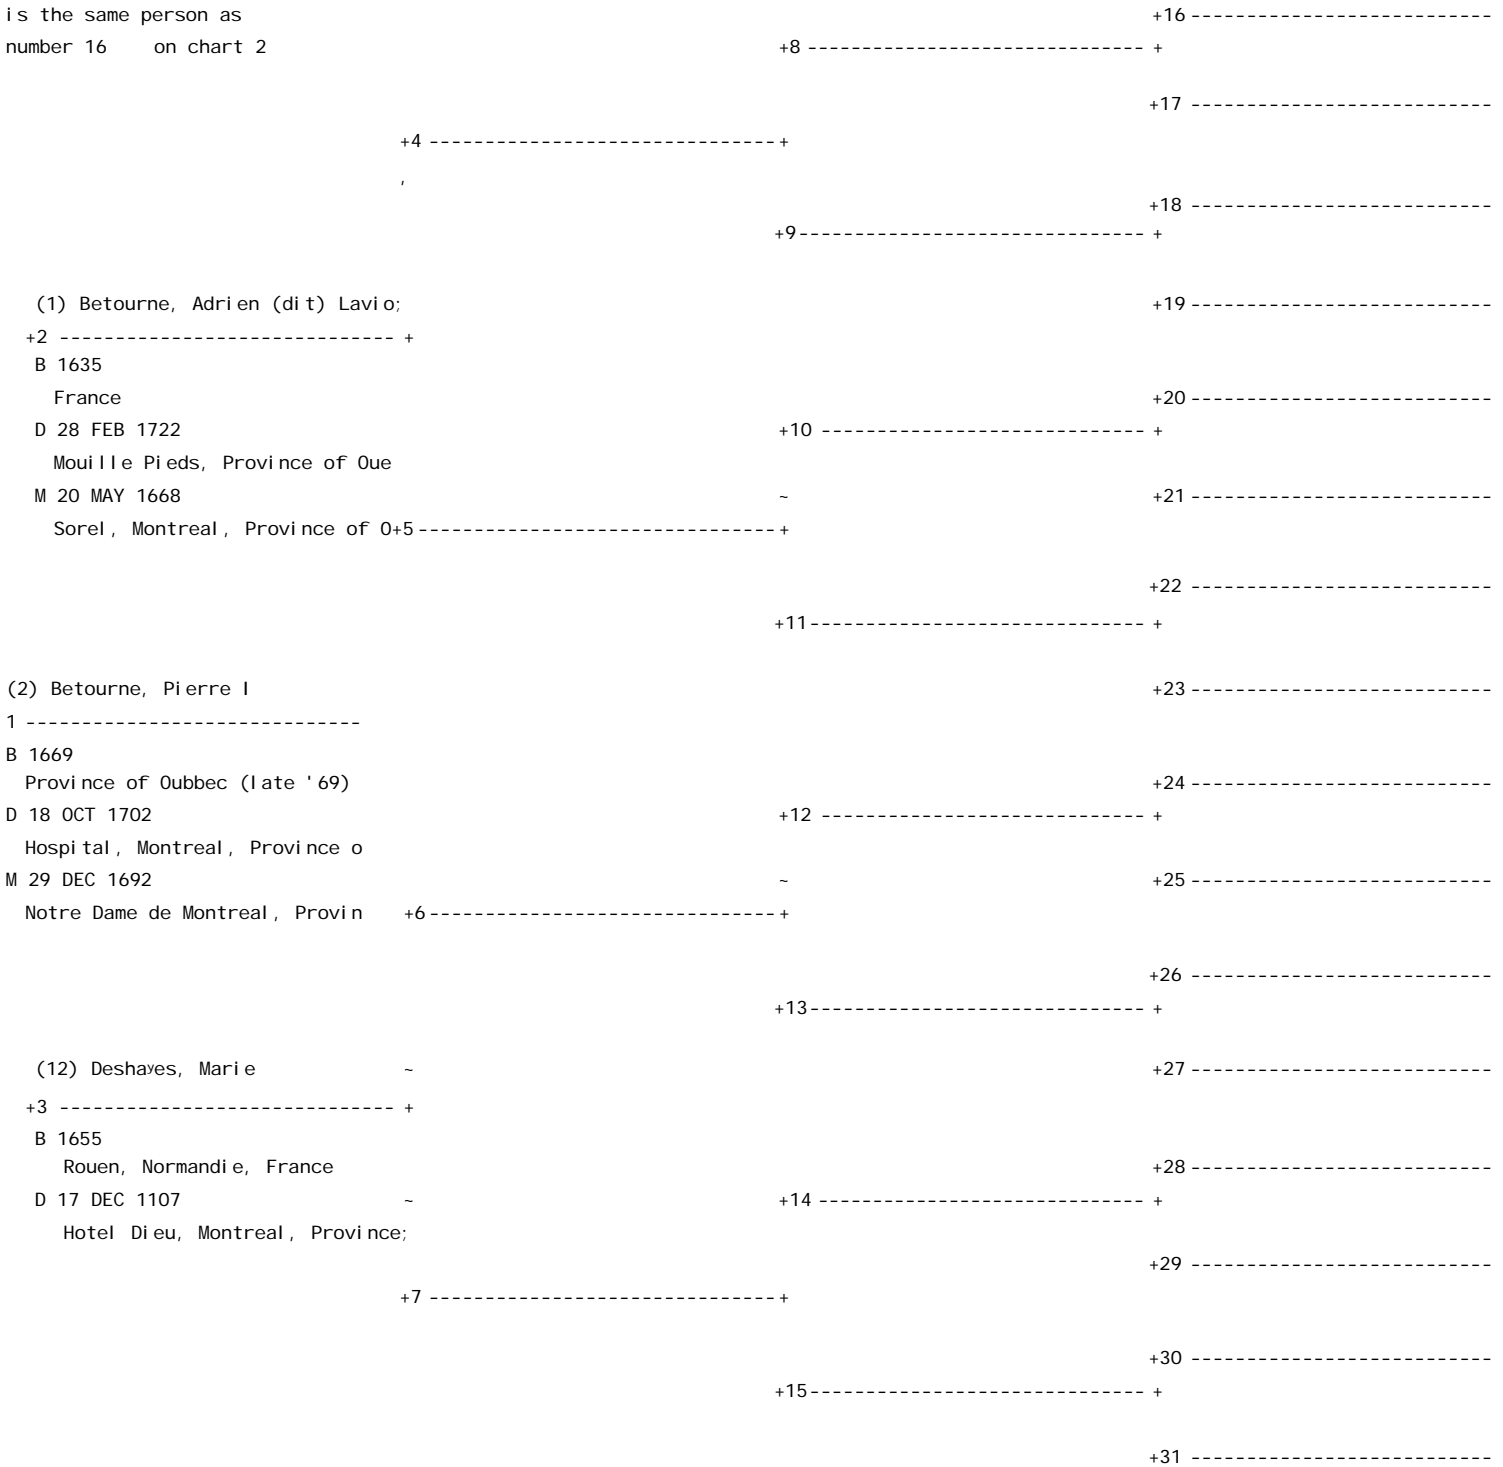 is the same person as
+16 ---------------------------
number 16 on chart 2
+8 ------------------------------ +
+17 ---------------------------
+4 -------------------------------+
,
+18 ---------------------------
+9------------------------------- +
(1) Betourne, Adrien (dit) Lavio;
+19 ---------------------------
+2 ------------------------------ +
B 1635
France
+20 ---------------------------
D 28 FEB 1722
+10 ----------------------------- +
Mouille Pieds, Province of Oue
M 20 MAY 1668
~
+21 ---------------------------
Sorel, Montreal, Province of O+5 --------------------------------+
+22 ---------------------------
+11------------------------------ +
(2) Betourne, Pierre I
+23 ---------------------------
1 ------------------------------
B 1669
Province of Oubbec (late '69)
+24 ---------------------------
D 18 OCT 1702
+12 ----------------------------- +
Hospital, Montreal, Province o
M 29 DEC 1692
~
+25 ---------------------------
Notre Dame de Montreal, Provin
+6-------------------------------+
+26 ---------------------------
+13------------------------------ +
(12) Deshayes, Marie
~
+27 ---------------------------
+3 ------------------------------ +
B 1655
Rouen, Normandie, France
+28 ---------------------------
D 17 DEC 1107
~
+14 ----------------------------- +
Hotel Dieu, Montreal, Province;
+29 ---------------------------
+7 -------------------------------+
+30 ---------------------------
+15------------------------------ +
+31 ---------------------------